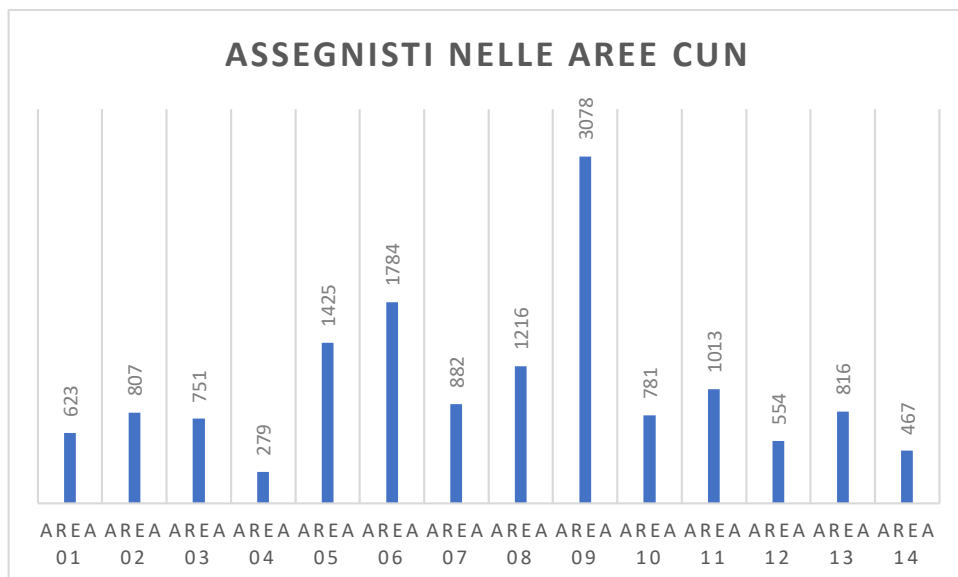 ASSEGNISTI NELLE AREE CUN
623
807
751
279
1425
1784
882
1216
3078
781
1013
554
816
467
AREA 01
AREA 02
AREA 03
AREA 04
AREA 05
AREA 06
AREA 07
AREA 08
AREA 09
AREA 10
AREA 11
AREA 12
AREA 13
AREA 14